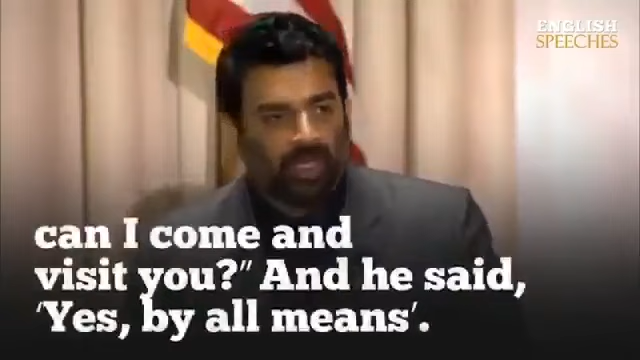 ENGLISH
SPEECHES
can I come and
visit you?" And he said,
'Yes, by all means'.